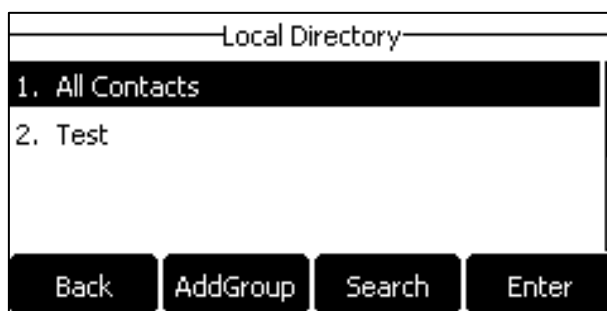 Local Directory
1. All Contacts
2. Test
Back AddGroup Search Enter